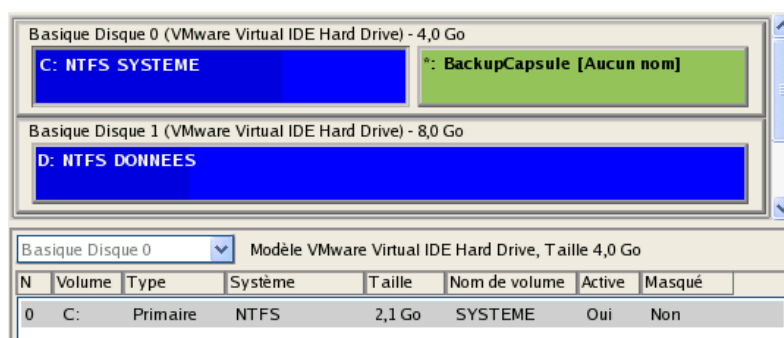 Basique Disque 0 (VMware Virtual IDE Hard Drive) - 4,0 Go
C: NTFS SYSTEME *: BackupCapsule [Aucun nom]
Basique Disque 1 (VMware Virtual IDE Hard Drive) - 8,0 Go
D: NTFS DONNEES
Basique Disque 0 Modèle VMware Virtual IDE Hard Drive, Taille 4,0 Go
N Volume Type Système Taille Nom de volume Active Masqué
0 C: Primaire NTFS 2,1 Go SYSTEME Oui Non